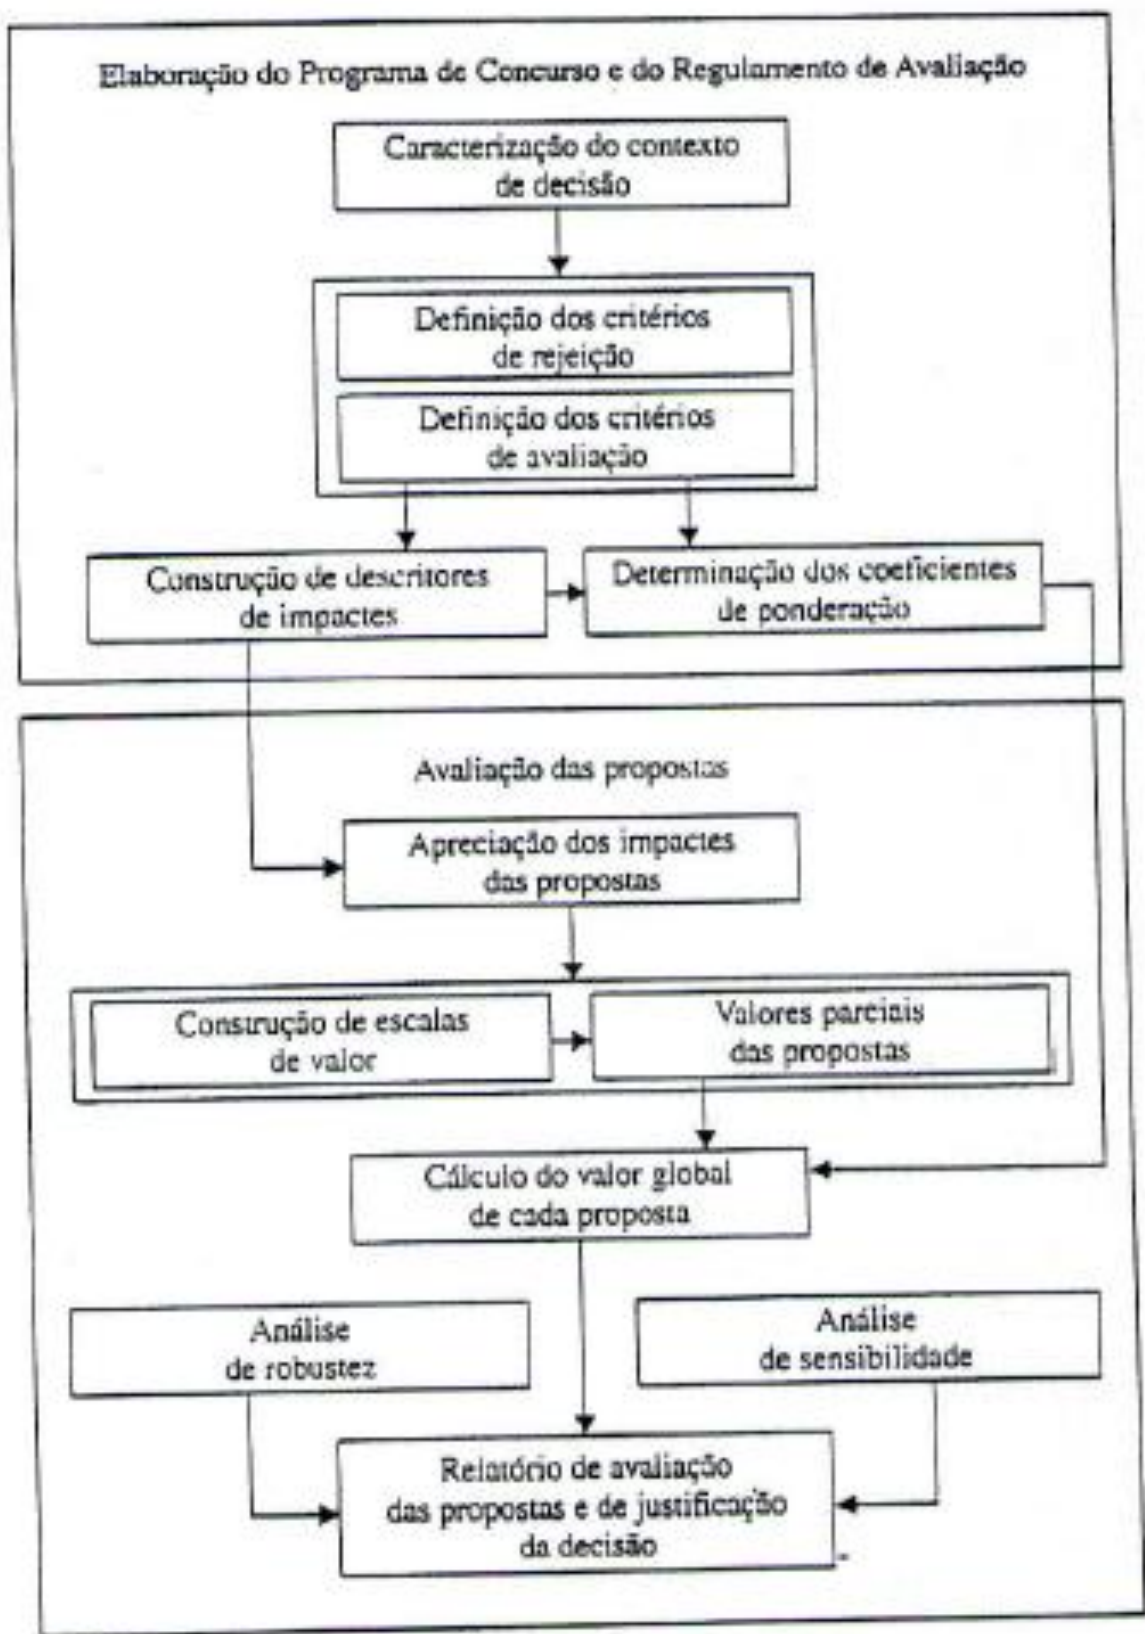 Elaboração do Programa de Concurso e do Regulamento de Avaliação
Caracterização do contexto
de decisão
Definição dos critérios
de rejeição
Definição dos critérios
de avaliação
Construção de descritores
de impactes
Determinação dos coeficientes
de ponderação
Avaliação das propostas
Apreciação dos impactes
das propostas
Construção de escalas
de valor
Valores parciais
das propostas
Cálculo do valor global
de cada proposta
Análise
de robustez
Análise
de sensibilidade
Relatório de avaliação
das propostas e de justificação
da decisão